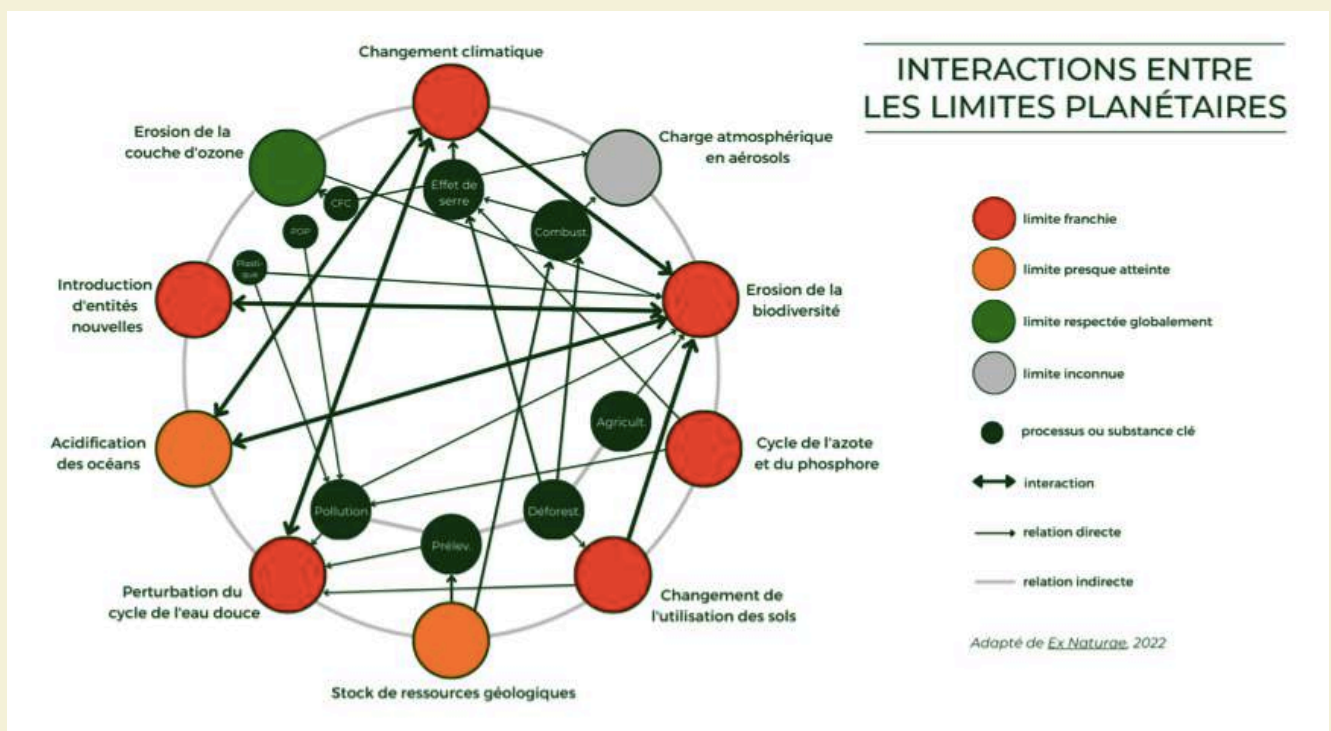 INTERACTIONS ENTRE
LES LIMITES PLANÉTAIRES
Changement climatique
Erosion de la
couche d'ozone
Charge atmosphérique
en aérosols
CFC
Effet de
serre
POP
Combust.
Plasti-
que
Introduction
d'entités
nouvelles
Erosion de la
biodiversité
Acidification
des océans
Agricult.
Cycle de l'azote
et du phosphore
Pollution
Déforest.
Prélev.
Perturbation du
cycle de l'eau douce
Changement de
l'utilisation des sols
Stock de ressources géologiques
limite franchie
limite presque atteinte
limite respectée globalement
limite inconnue
processus ou substance clé
interaction
relation directe
relation indirecte
Adapté de Ex Naturae, 2022